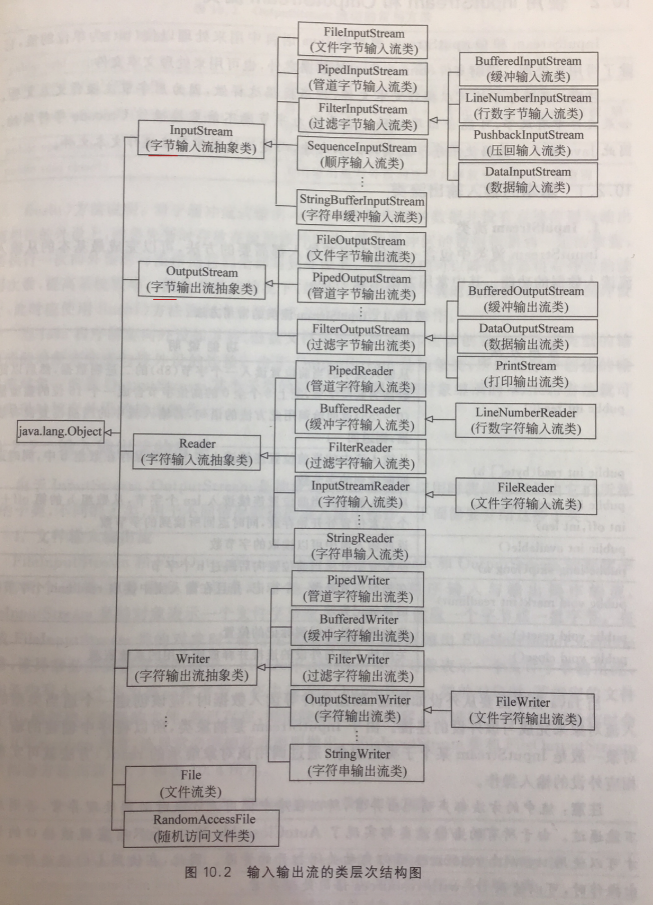 FileInputStream
(文件字节输入流类)
PipedInputStream
(管道字节输入流类)
FilterInputStream
(过滤字节输入流类)
SequenceInputStream
(顺序输入流类)
⋮
StringBufferInputStream
(字符串缓冲输入流类)
BufferedInputStream
(缓冲输入流类)
LineNumberInputStream
(行数字节输入流类)
PushbackInputStream
(压回输入流类)
DataInputStream
(数据输入流类)
InputStream
(字节输入流抽象类)
FileOutputStream
(文件字节输出流类)
PipedOutputStream
(管道字节输出流类)
⋮
FilterOutputStream
(过滤字节输出流类)
OutputStream
(字节输出流抽象类)
BufferedOutputStream
(缓冲输出流类)
DataOutputStream
(数据输出流类)
PrintStream
(打印输出流类)
java.lang.Object
Reader
(字符输入流抽象类)
PipedReader
(管道字符输入流类)
BufferedReader
(缓冲字符输入流类)
FilterReader
(过滤字符输入流类)
InputStreamReader
(字符输入流类)
⋮
StringReader
(字符串输入流类)
LineNumberReader
(行数字符输入流类)
FileReader
(文件字符输入流类)
Writer
(字符输出流抽象类)
⋮
PipedWriter
(管道字符输出流类)
BufferedWriter
(缓冲字符输出流类)
FilterWriter
(过滤字符输出流类)
OutputStreamWriter
(字符输出流类)
⋮
StringWriter
(字符串输出流类)
FileWriter
(文件字符输出流类)
File
(文件流类)
RandomAccessFile
(随机访问文件类)
图 10.2 输入输出流的类层次结构图